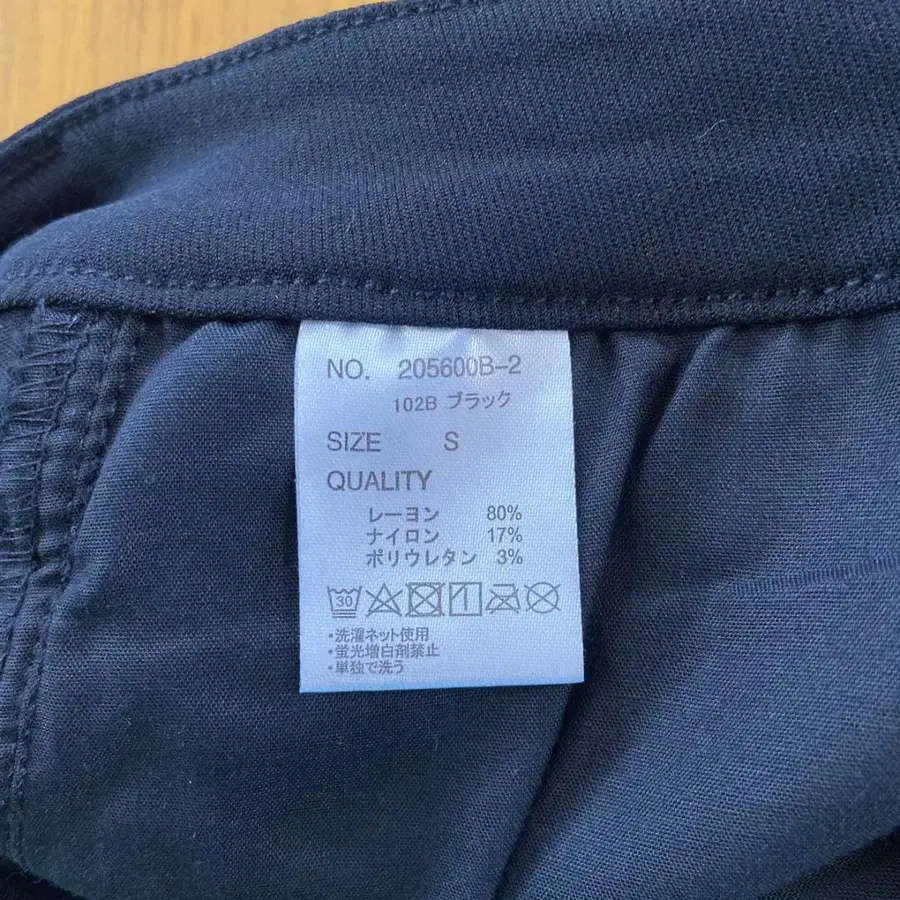 NO. 205600B-2
102B ブラック
SIZE S
QUALITY
レーヨン 80%
ナイロン 17%
ポリウレタン 3%
30
・洗濯ネット使用
・蛍光増白剤禁止
・単独で洗う